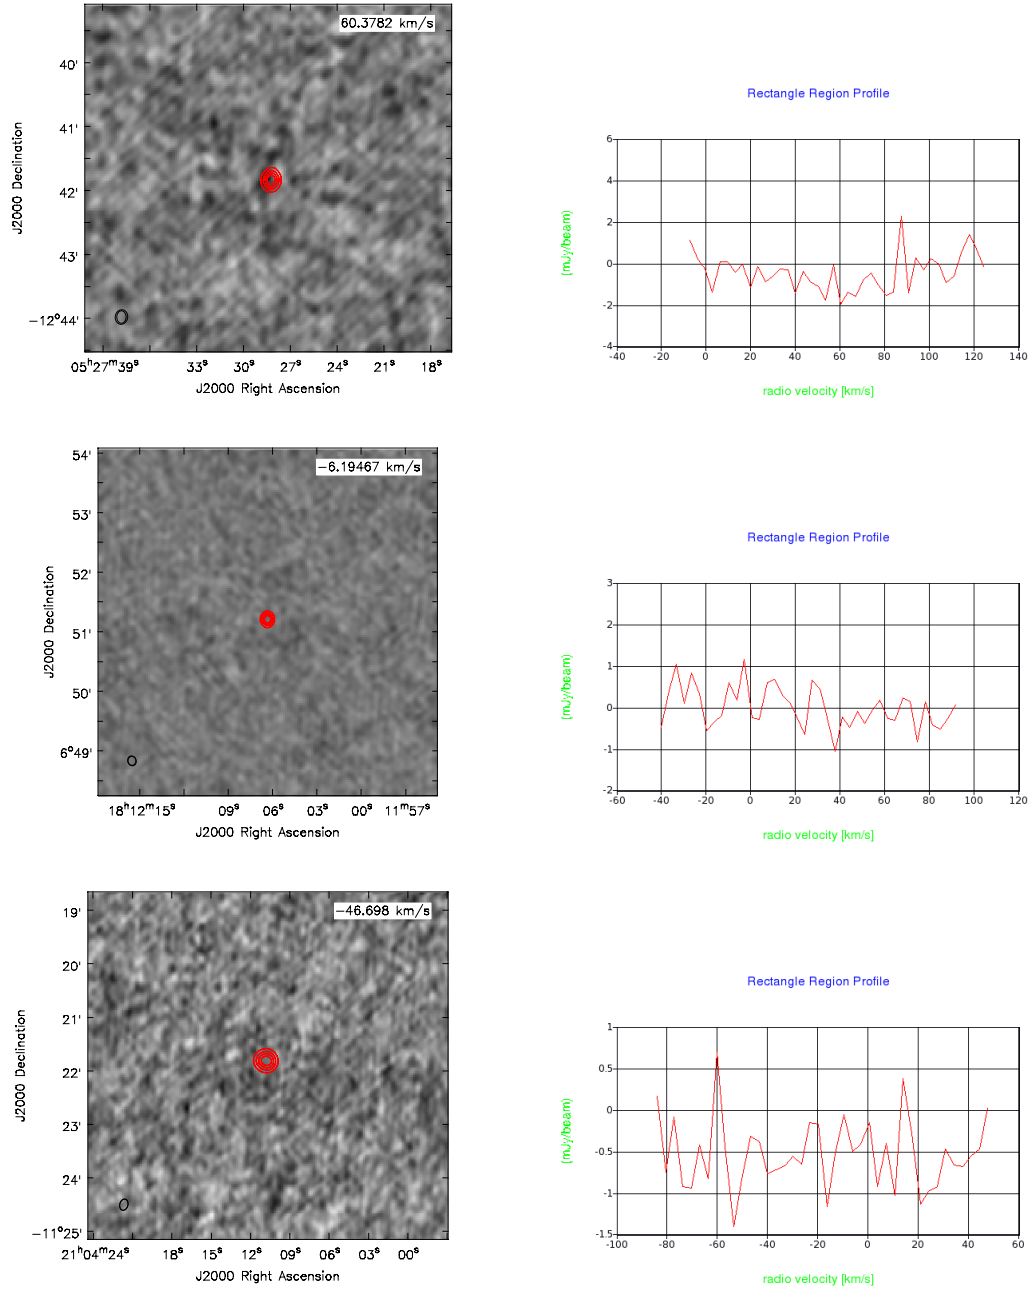 60.3782 km/s
40'
41'
42'
43'
−12°44'
J2000 Declination
05ʰ27ᵐ39ˢ 33ˢ 30ˢ 27ˢ 24ˢ 21ˢ 18ˢ
J2000 Right Ascension
Rectangle Region Profile
(mJy/beam)
6
4
2
0
-2
-4
-40 -20 0 20 40 60 80 100 120 140
radio velocity [km/s]
−6.19467 km/s
54'
53'
52'
51'
50'
6°49'
J2000 Declination
18ʰ12ᵐ15ˢ 09ˢ 06ˢ 03ˢ 00ˢ 11ᵐ57ˢ
J2000 Right Ascension
Rectangle Region Profile
(mJy/beam)
3
2
1
0
-1
-2
-60 -40 -20 0 20 40 60 80 100 120
radio velocity [km/s]
−46.698 km/s
19'
20'
21'
22'
23'
24'
−11°25'
J2000 Declination
21ʰ04ᵐ24ˢ 18ˢ 15ˢ 12ˢ 09ˢ 06ˢ 03ˢ 00ˢ
J2000 Right Ascension
Rectangle Region Profile
(mJy/beam)
1
0.5
0
-0.5
-1
-1.5
-100 -80 -60 -40 -20 0 20 40 60
radio velocity [km/s]